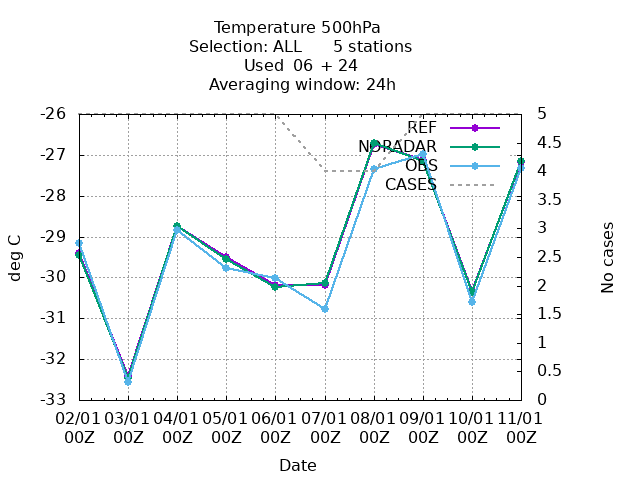 Temperature 500hPa
Selection: ALL 5 stations
Used 06 + 24
Averaging window: 24h
-26
-27
-28
-29
-30
-31
-32
-33
deg C
5
4.5
4
3.5
3
2.5
2
1.5
1
0.5
0
No cases
REF
NORADAR
OBS
CASES
02/01 03/01 04/01 05/01 06/01 07/01 08/01 09/01 10/01 11/01
00Z 00Z 00Z 00Z 00Z 00Z 00Z 00Z 00Z 00Z
Date